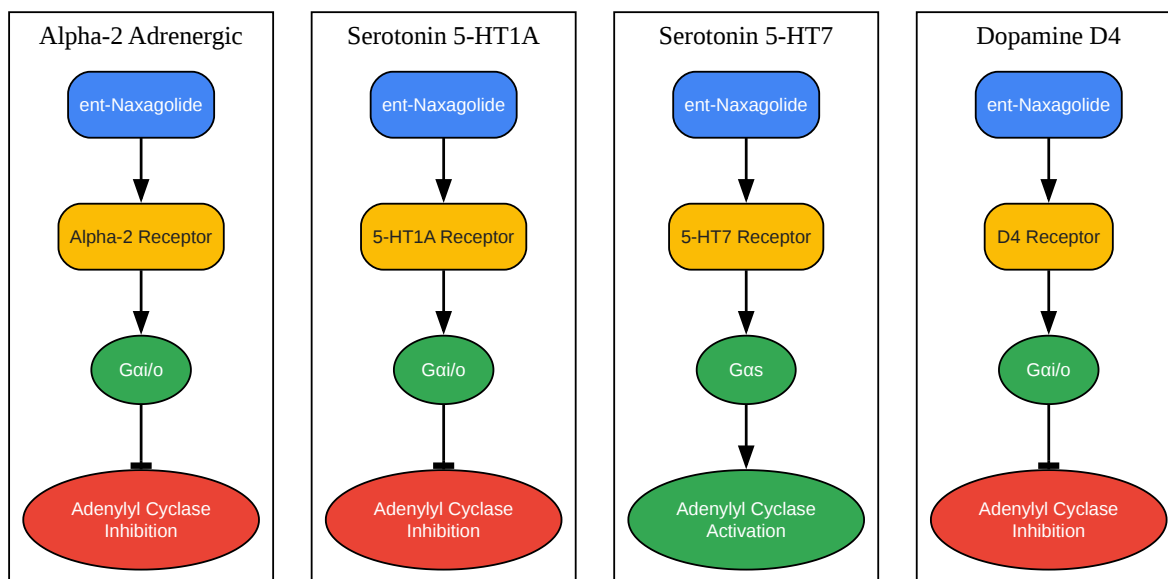 Alpha-2 Adrenergic
ent-Naxagolide
Alpha-2 Receptor
Gαi/o
Adenylyl Cyclase
Inhibition
Serotonin 5-HT1A
ent-Naxagolide
5-HT1A Receptor
Gαi/o
Adenylyl Cyclase
Inhibition
Serotonin 5-HT7
ent-Naxagolide
5-HT7 Receptor
Gαs
Adenylyl Cyclase
Activation
Dopamine D4
ent-Naxagolide
D4 Receptor
Gαi/o
Adenylyl Cyclase
Inhibition